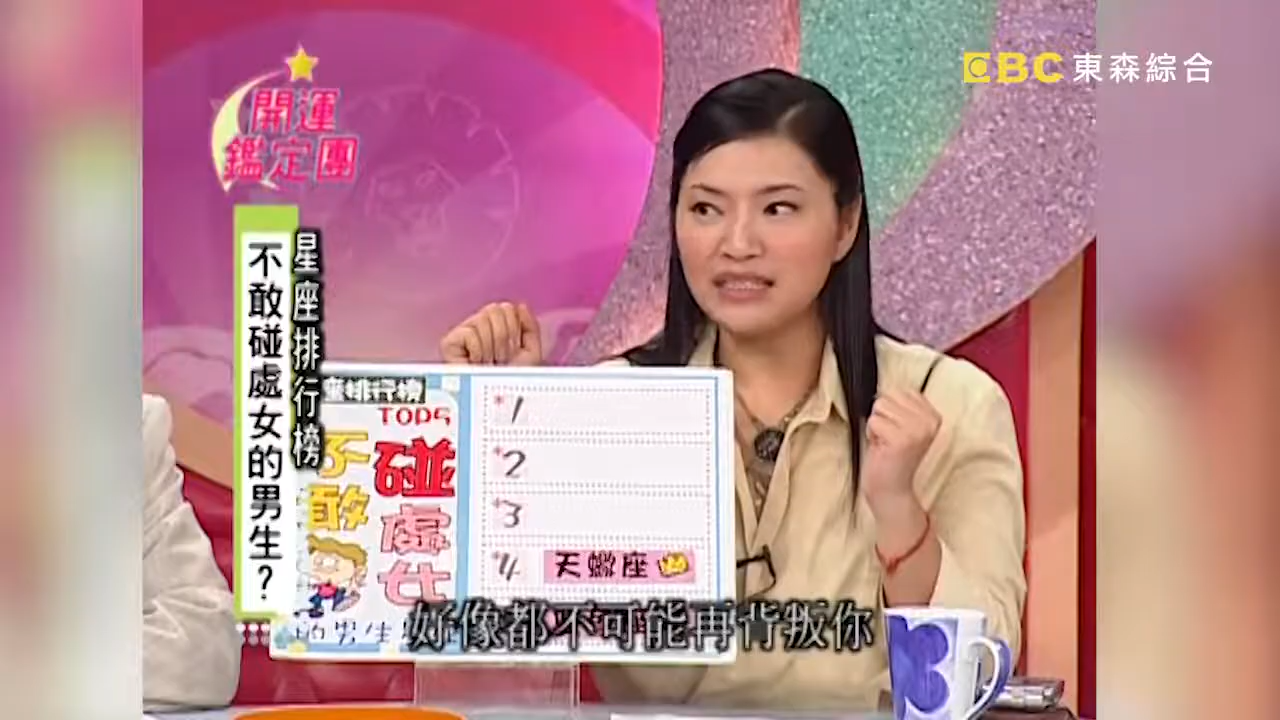 EBC 東森綜合
開運
鑑定團
星座排行榜
不敢碰處女的男生?
座排行榜
TOP5
不敢
碰處女
的男生
1
2
3
4 天蠍座
好像都不可能再背叛你